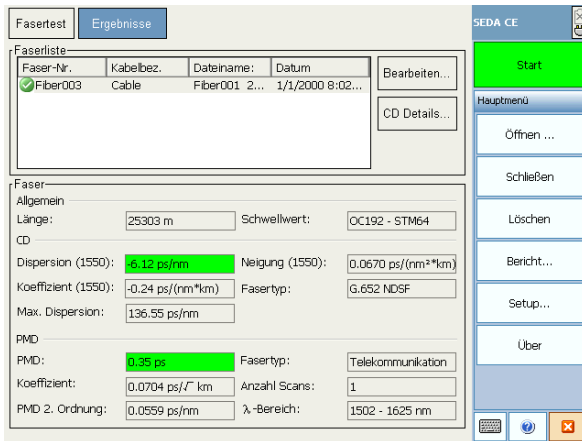 Fasertest Ergebnisse
SEDA CE
Faserliste
Faser-Nr. Kabelbez. Dateiname: Datum
Fiber003 Cable Fiber001 2... 1/1/2000 8:02...
Bearbeiten...
CD Details...
Faser
Allgemein
Länge: 25303 m Schwellwert: OC192 - STM64
CD
Dispersion (1550): -6.12 ps/nm Neigung (1550): 0.0670 ps/(nm²*km)
Koeffizient (1550): -0.24 ps/(nm*km) Fasertyp: G.652 NDSF
Max. Dispersion: 136.55 ps/nm
PMD
PMD: 0.35 ps Fasertyp: Telekommunikation
Koeffizient: 0.0704 ps/√ km Anzahl Scans: 1
PMD 2. Ordnung: 0.0559 ps/nm λ-Bereich: 1502 - 1625 nm
Start
Hauptmenü
Öffnen ...
Schließen
Löschen
Bericht...
Setup...
Über